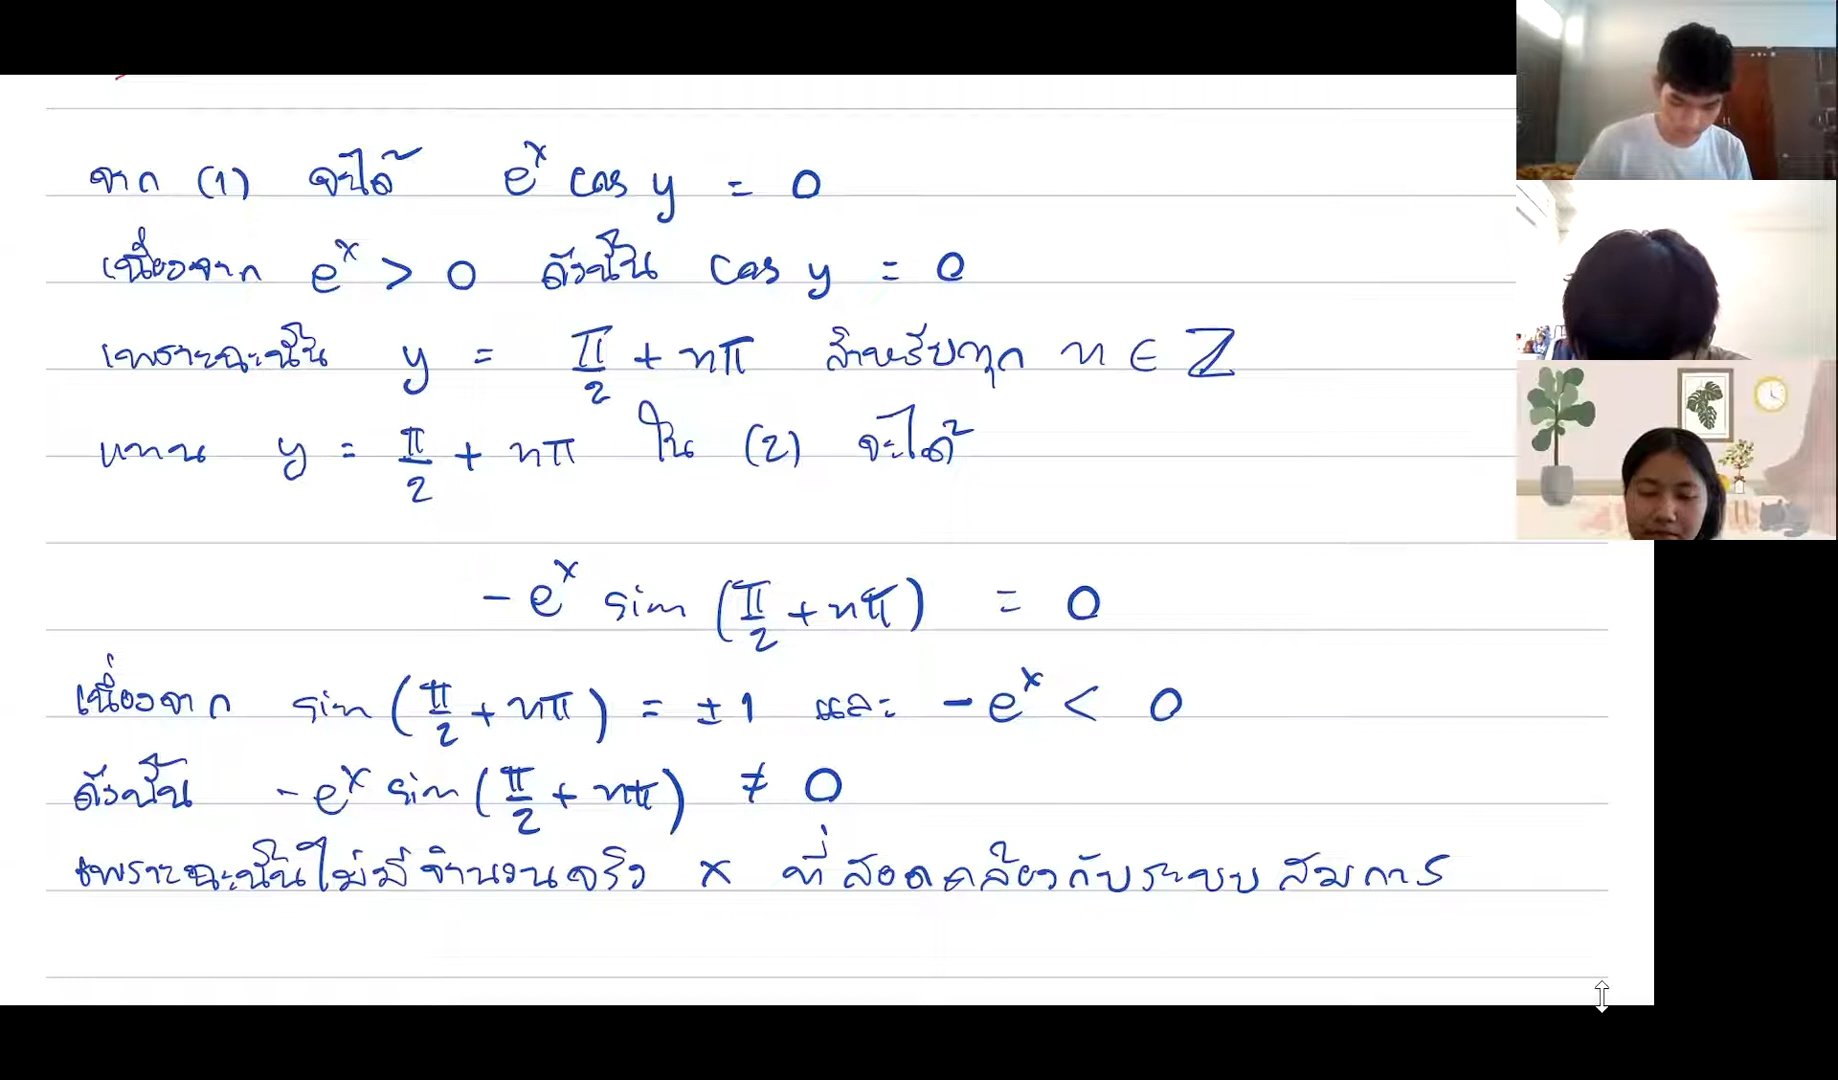 จาก (1) จะได้ e^x cos y = 0
เนื่องจาก e^x > 0 ดังนั้น cos y = 0
เพราะฉะนั้น y = π/2 + nπ สำหรับทุก n ∈ ℤ
แทน y = π/2 + nπ ใน (2) จะได้
-e^x sin (π/2 + nπ) = 0
เนื่องจาก sin (π/2 + nπ) = ±1 และ -e^x < 0
ดังนั้น -e^x sin (π/2 + nπ) ≠ 0
เพราะฉะนั้นไม่มีจำนวนจริง x ที่สอดคล้องกับระบบสมการ